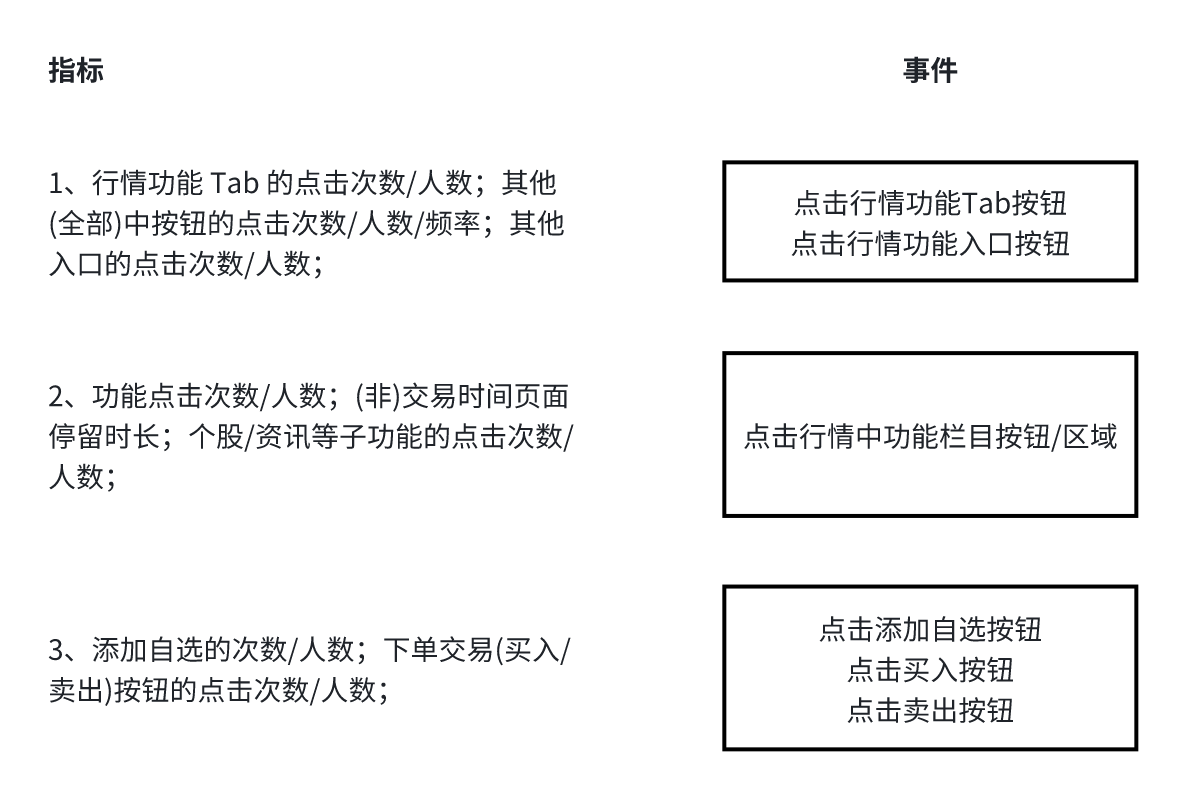 指标
事件
1、行情功能 Tab 的点击次数/人数；其他
(全部)中按钮的点击次数/人数/频率；其他
入口的点击次数/人数；
点击行情功能Tab按钮
点击行情功能入口按钮
2、功能点击次数/人数；(非)交易时间页面
停留时长；个股/资讯等子功能的点击次数/
人数；
点击行情中功能栏目按钮/区域
3、添加自选的次数/人数；下单交易(买入/
卖出)按钮的点击次数/人数；
点击添加自选按钮
点击买入按钮
点击卖出按钮